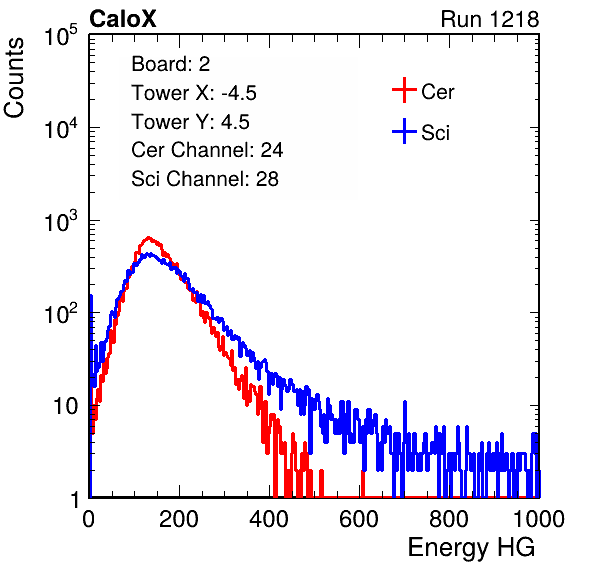 CaloX Run 1218
Counts
10^5
10^4
10^3
10^2
10
1
Board: 2
Tower X: -4.5
Tower Y: 4.5
Cer Channel: 24
Sci Channel: 28
Cer
Sci
0 200 400 600 800 1000
Energy HG